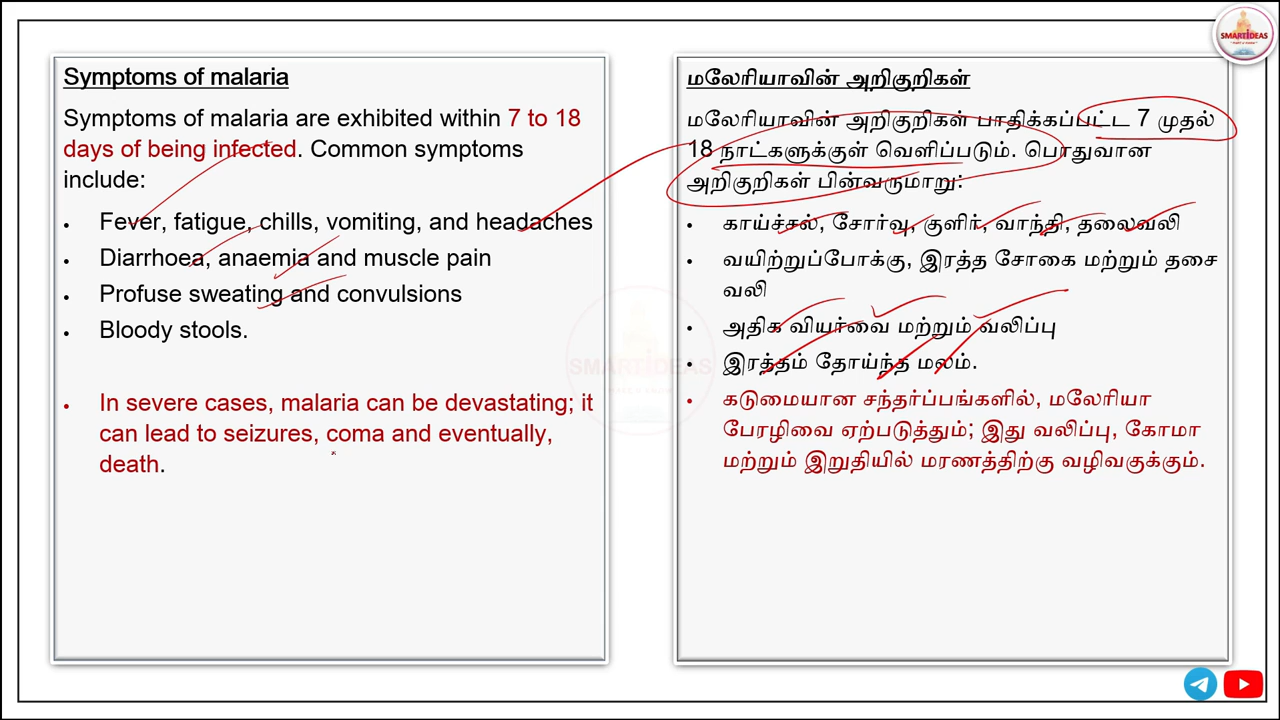 Symptoms of malaria
Symptoms of malaria are exhibited within 7 to 18
days of being infected. Common symptoms
include:
• Fever, fatigue, chills, vomiting, and headaches
• Diarrhoea, anaemia and muscle pain
• Profuse sweating and convulsions
• Bloody stools.
• In severe cases, malaria can be devastating; it
can lead to seizures, coma and eventually,
death.
மலேரியாவின் அறிகுறிகள்
மலேரியாவின் அறிகுறிகள் பாதிக்கப்பட்ட 7 முதல்
18 நாட்களுக்குள் வெளிப்படும். பொதுவான
அறிகுறிகள் பின்வருமாறு:
• காய்ச்சல், சோர்வு, குளிர், வாந்தி, தலைவலி
• வயிற்றுப்போக்கு, இரத்த சோகை மற்றும் தசை
வலி
• அதிக வியர்வை மற்றும் வலிப்பு
• இரத்தம் தோய்ந்த மலம்.
• கடுமையான சந்தர்ப்பங்களில், மலேரியா
பேரழிவை ஏற்படுத்தும்; இது வலிப்பு, கோமா
மற்றும் இறுதியில் மரணத்திற்கு வழிவகுக்கும்.
SMARTIDEAS
SMARTIDEAS